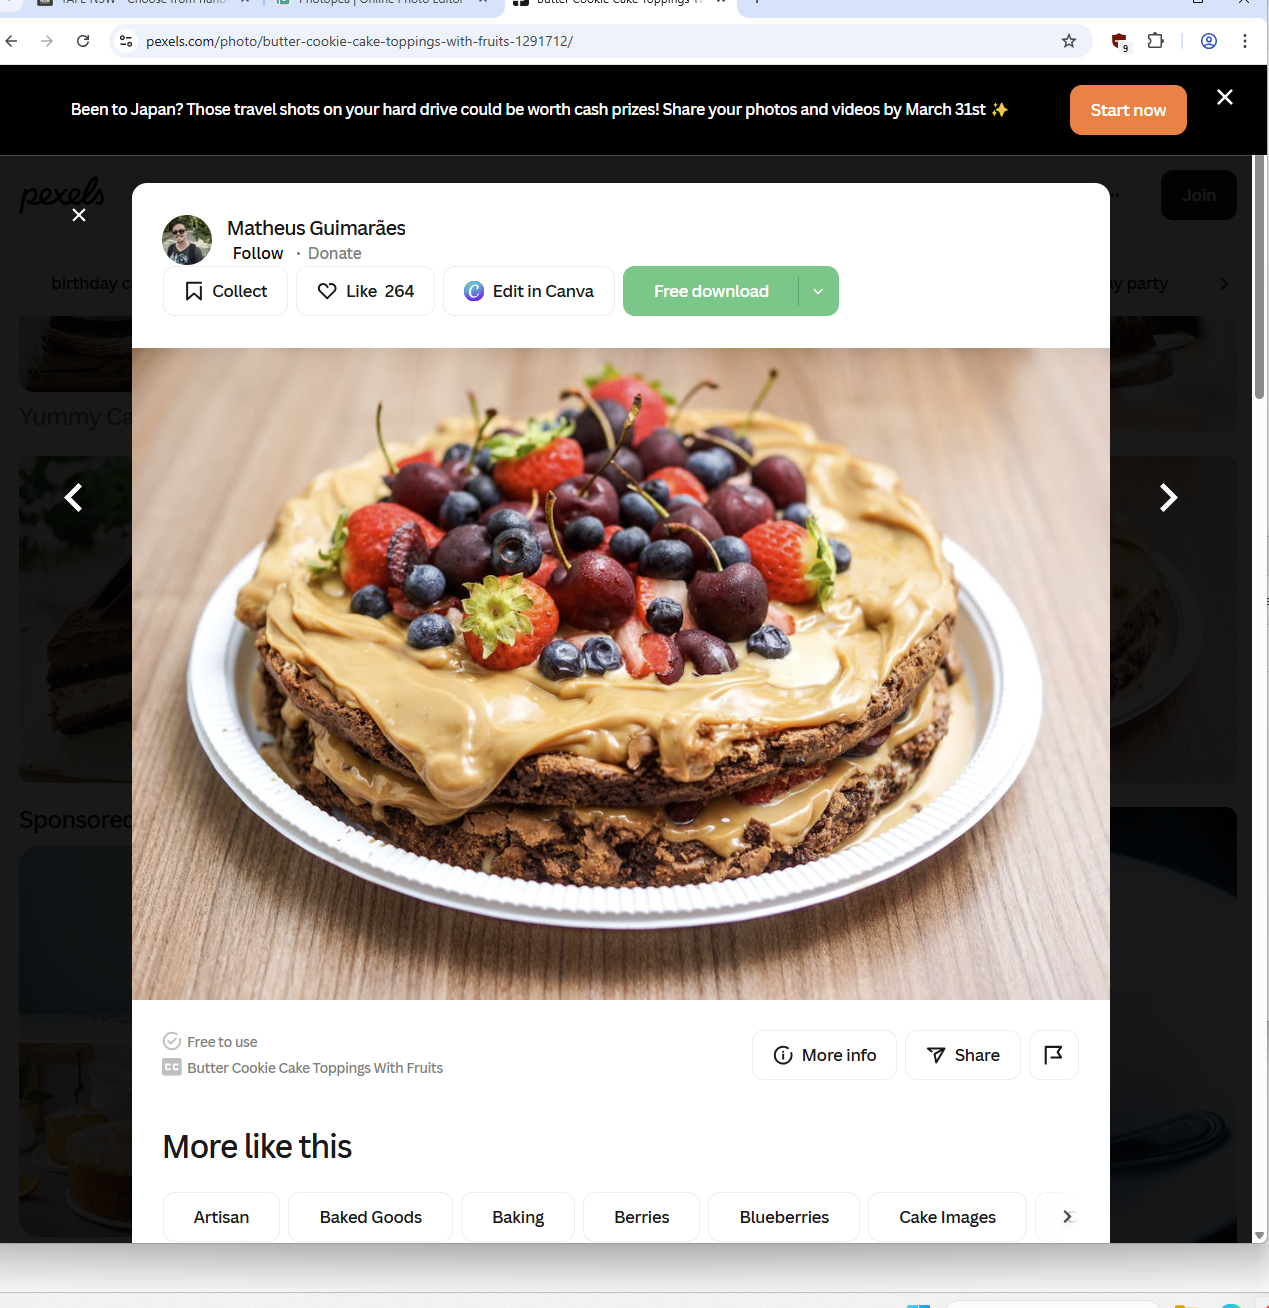 pexels.com/photo/butter-cookie-cake-toppings-with-fruits-1291712/
9
Been to Japan? Those travel shots on your hard drive could be worth cash prizes! Share your photos and videos by March 31st ✨
Start now
pexels
Join
Matheus Guimarães
Follow · Donate
birthday c
Collect
Like 264
Edit in Canva
Free download
y party
Yummy Ca
Sponsored
Free to use
CC Butter Cookie Cake Toppings With Fruits
More info
Share
More like this
Artisan
Baked Goods
Baking
Berries
Blueberries
Cake Images